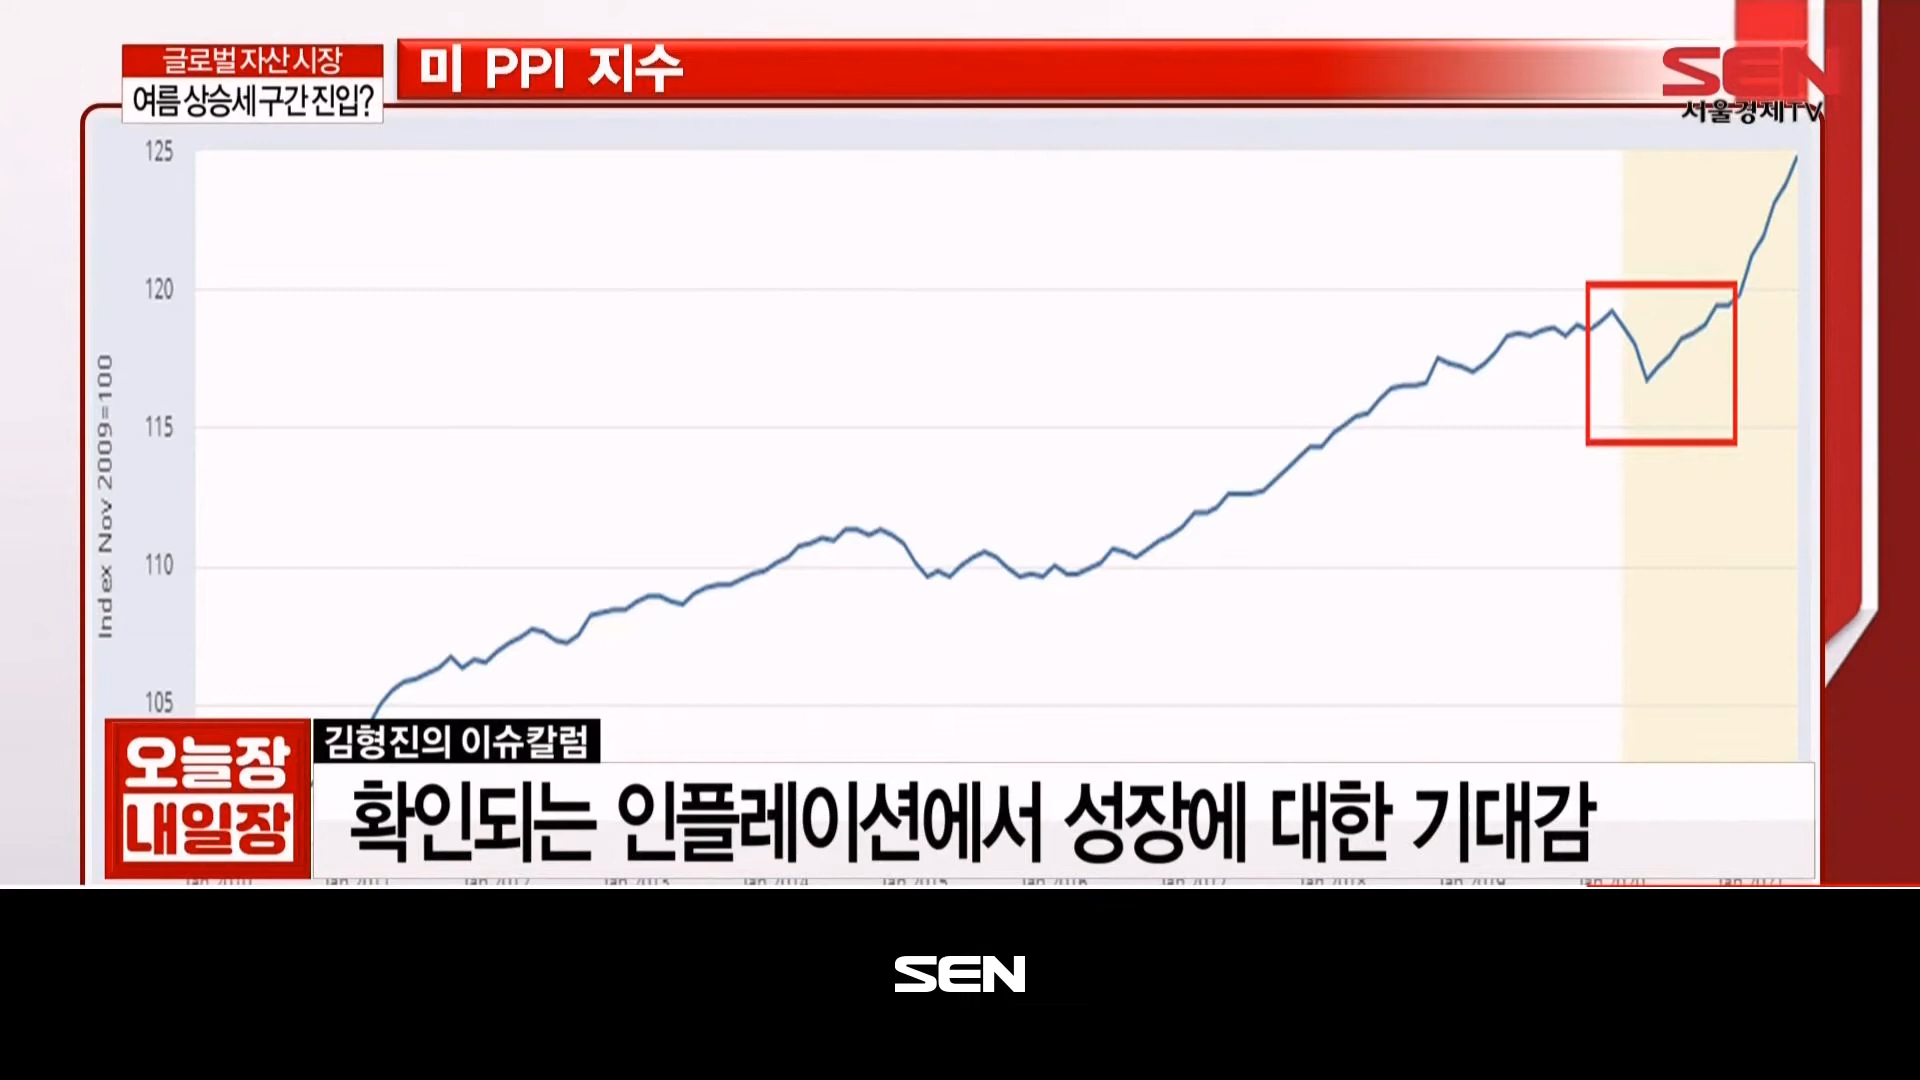 글로벌 자산 시장
여름 상승세 구간 진입?
미 PPI 지수
SEN
서울경제TV
125
120
115
110
105
Index Nov 2009=100
오늘장
내일장
김형진의 이슈칼럼
확인되는 인플레이션에서 성장에 대한 기대감
SEN